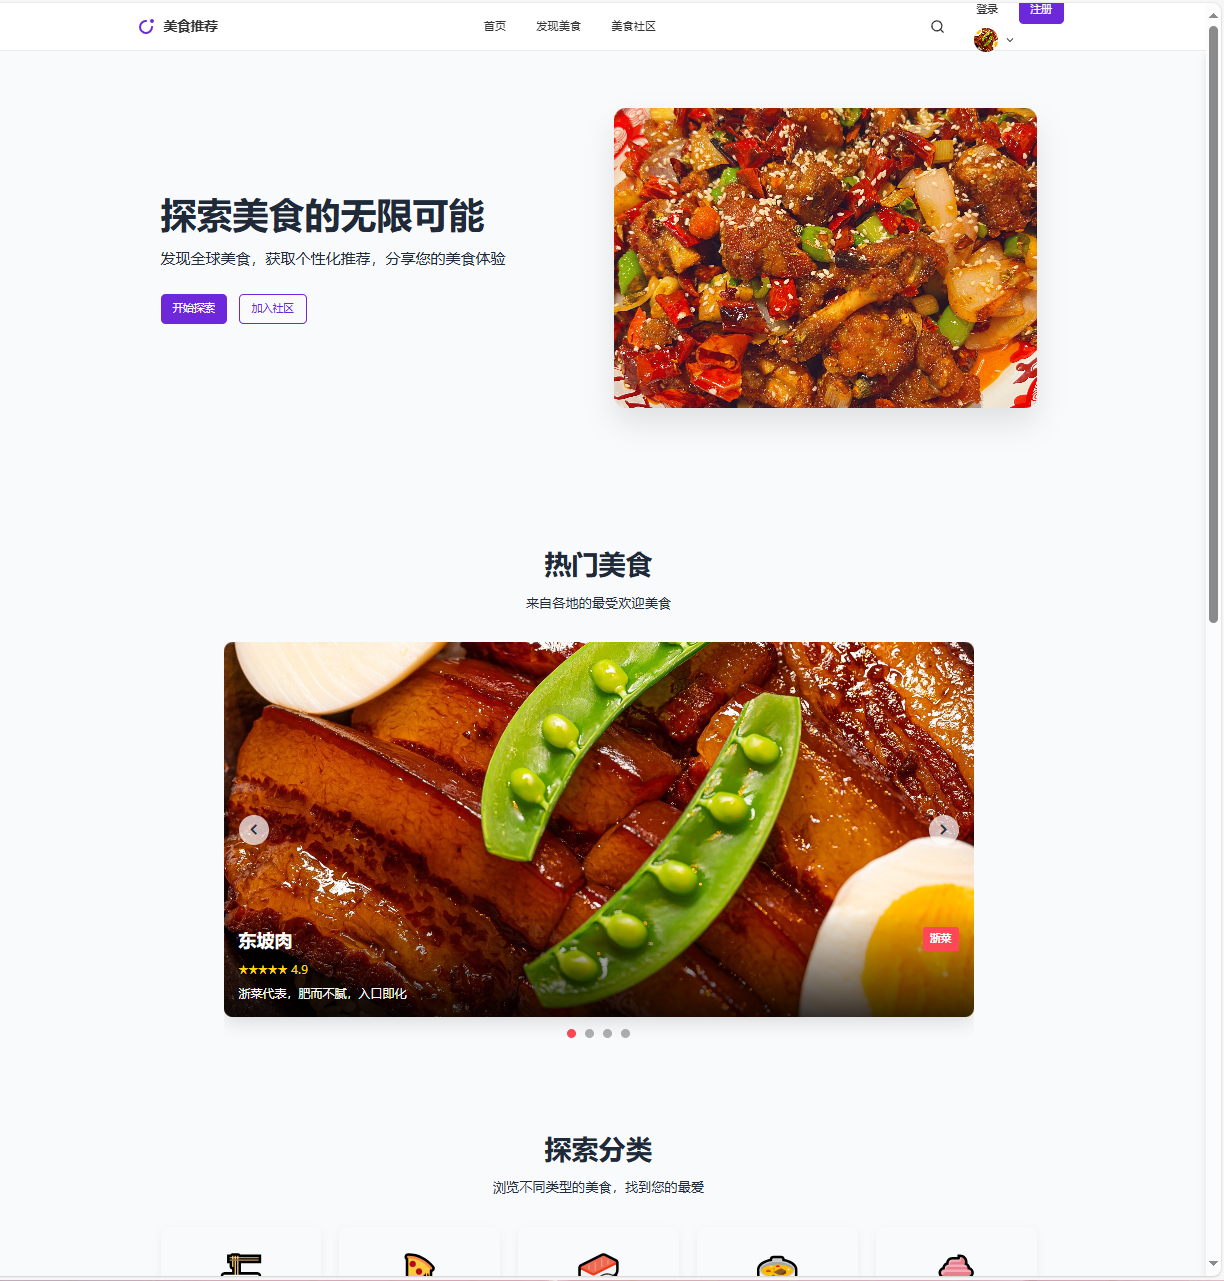 美食推荐
首页
发现美食
美食社区
登录
注册
探索美食的无限可能
发现全球美食，获取个性化推荐，分享您的美食体验
开始探索
加入社区
热门美食
来自各地的最受欢迎美食
东坡肉
浙菜
★★★★★ 4.9
浙菜代表，肥而不腻，入口即化
探索分类
浏览不同类型的美食，找到您的最爱